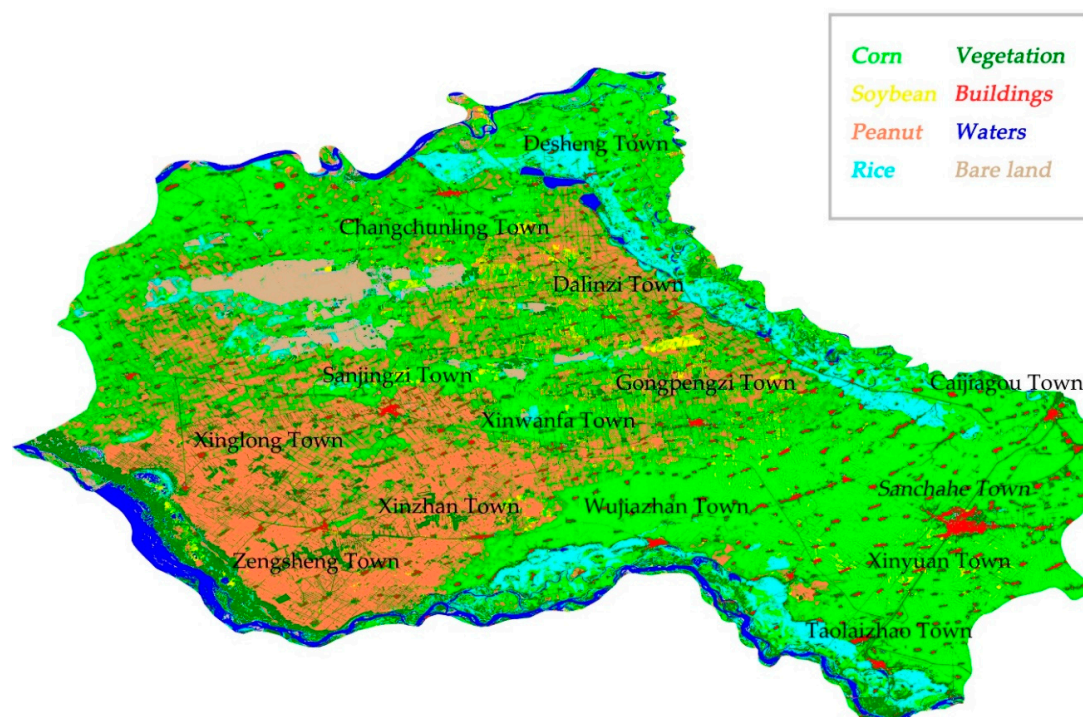 Corn Vegetation
Soybean Buildings
Peanut Waters
Rice Bare land
Desheng Town
Changchunling Town
Dalinzi Town
Sanjingzi Town
Gongpengzi Town
Caijiagou Town
Xinwanfa Town
Xinglong Town
Sanchahe Town
Xinzhan Town
Wujiazhan Town
Zengsheng Town
Xinyuan Town
Taolaizhao Town